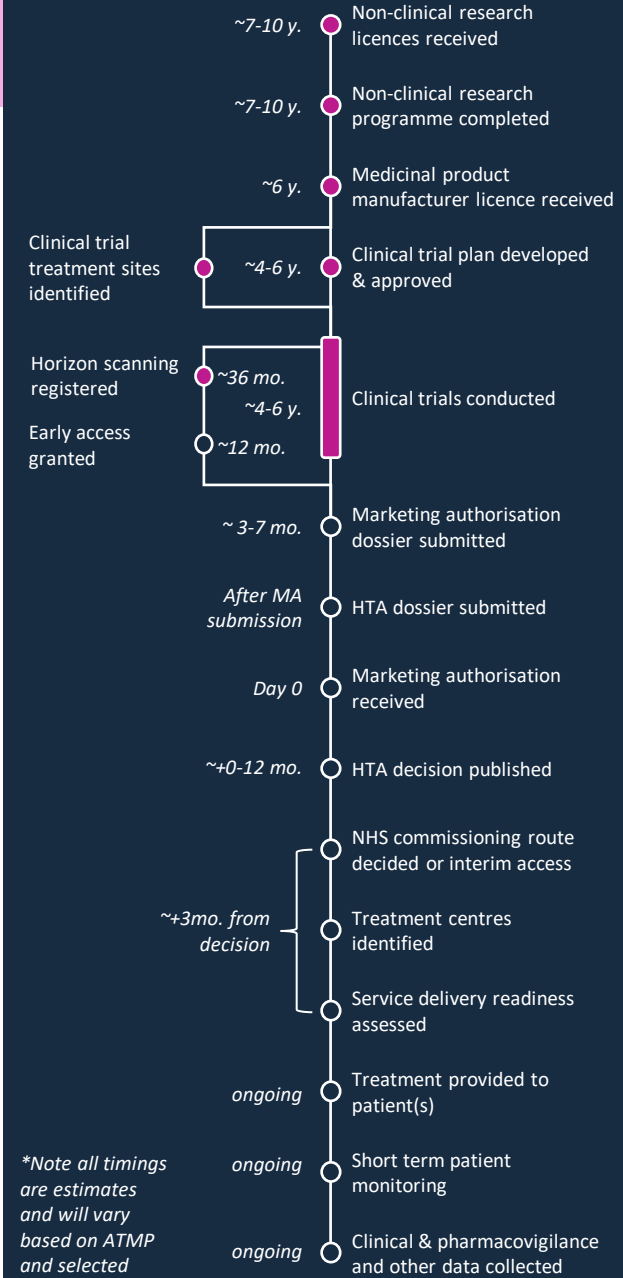 ~7-10 y.
Non-clinical research
licences received
~7-10 y.
Non-clinical research
programme completed
~6 y.
Medicinal product
manufacturer licence received
Clinical trial
treatment sites
identified
~4-6 y.
Clinical trial plan developed
& approved
Horizon scanning
registered
~36 mo.
~4-6 y.
Clinical trials conducted
Early access
granted
~12 mo.
~ 3-7 mo.
Marketing authorisation
dossier submitted
After MA
submission
HTA dossier submitted
Day 0
Marketing authorisation
received
~+0-12 mo.
HTA decision published
NHS commissioning route
decided or interim access
~+3mo. from
decision
Treatment centres
identified
Service delivery readiness
assessed
ongoing
Treatment provided to
patient(s)
ongoing
Short term patient
monitoring
ongoing
Clinical & pharmacovigilance
and other data collected
*Note all timings
are estimates
and will vary
based on ATMP
and selected